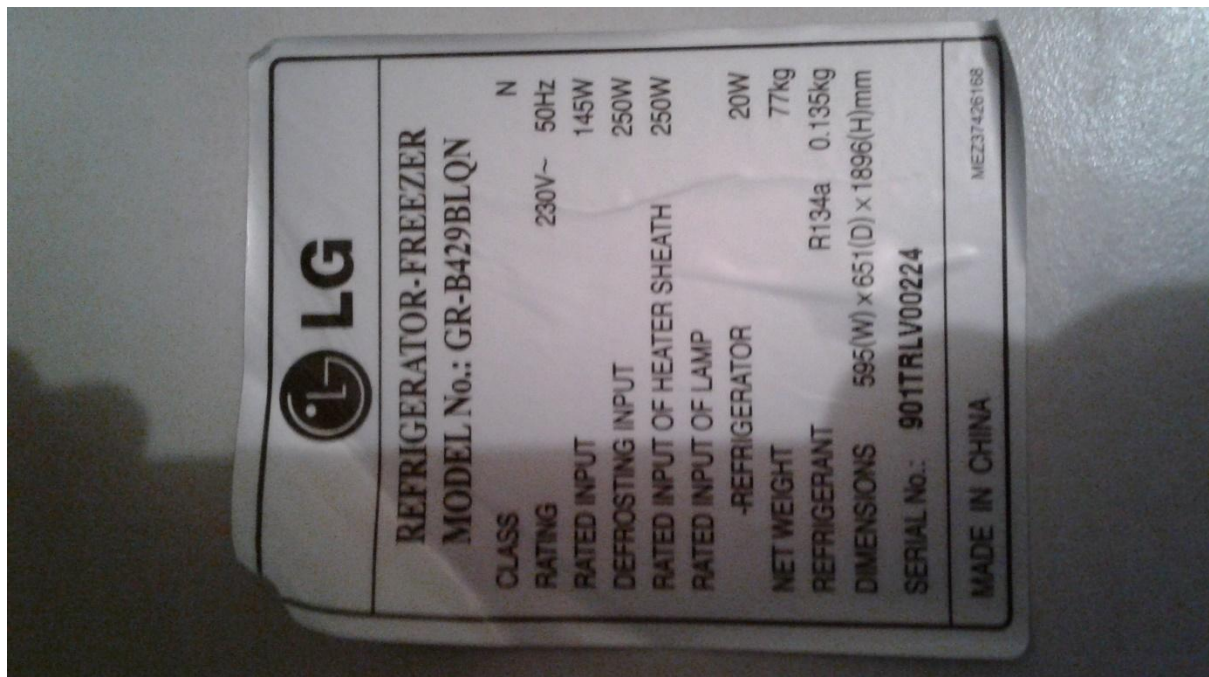 LG
REFRIGERATOR-FREEZER
MODEL No.: GR-B429BLQN
CLASS N
RATING 230V~ 50Hz
RATED INPUT 145W
DEFROSTING INPUT 250W
RATED INPUT OF HEATER SHEATH 250W
RATED INPUT OF LAMP
-REFRIGERATOR 20W
NET WEIGHT 77kg
REFRIGERANT R134a 0.135kg
DIMENSIONS 595(W) × 651(D) × 1896(H)mm
SERIAL No.: 901TRLV00224
MADE IN CHINA MEZ37426168